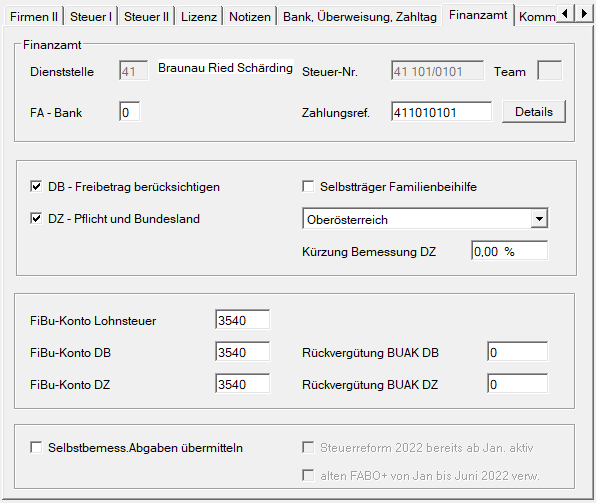 Firmen II Steuer I Steuer II Lizenz Notizen Bank, Überweisung, Zahltag Finanzamt Komm
Finanzamt
Dienststelle 41 Braunau Ried Schärding Steuer-Nr. 41 101/0101 Team
FA - Bank 0 Zahlungsref. 411010101 Details
DB - Freibetrag berücksichtigen Selbstträger Familienbeihilfe
DZ - Pflicht und Bundesland Oberösterreich
Kürzung Bemessung DZ 0,00 %
FiBu-Konto Lohnsteuer 3540
FiBu-Konto DB 3540 Rückvergütung BUAK DB 0
FiBu-Konto DZ 3540 Rückvergütung BUAK DZ 0
Selbstbemess.Abgaben übermitteln Steuerreform 2022 bereits ab Jan. aktiv
alten FABO+ von Jan bis Juni 2022 verw.